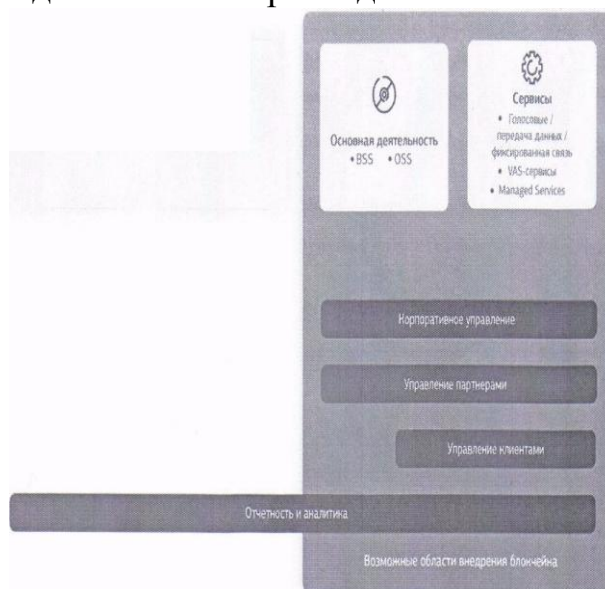 Основная деятельность
• BSS • OSS
Сервисы
• Голосовые /
передача данных /
фиксированная связь
• VAS-сервисы
• Managed Services
Корпоративное управление
Управление партнерами
Управление клиентами
Отчетность и аналитика
Возможные области внедрения блокчейна